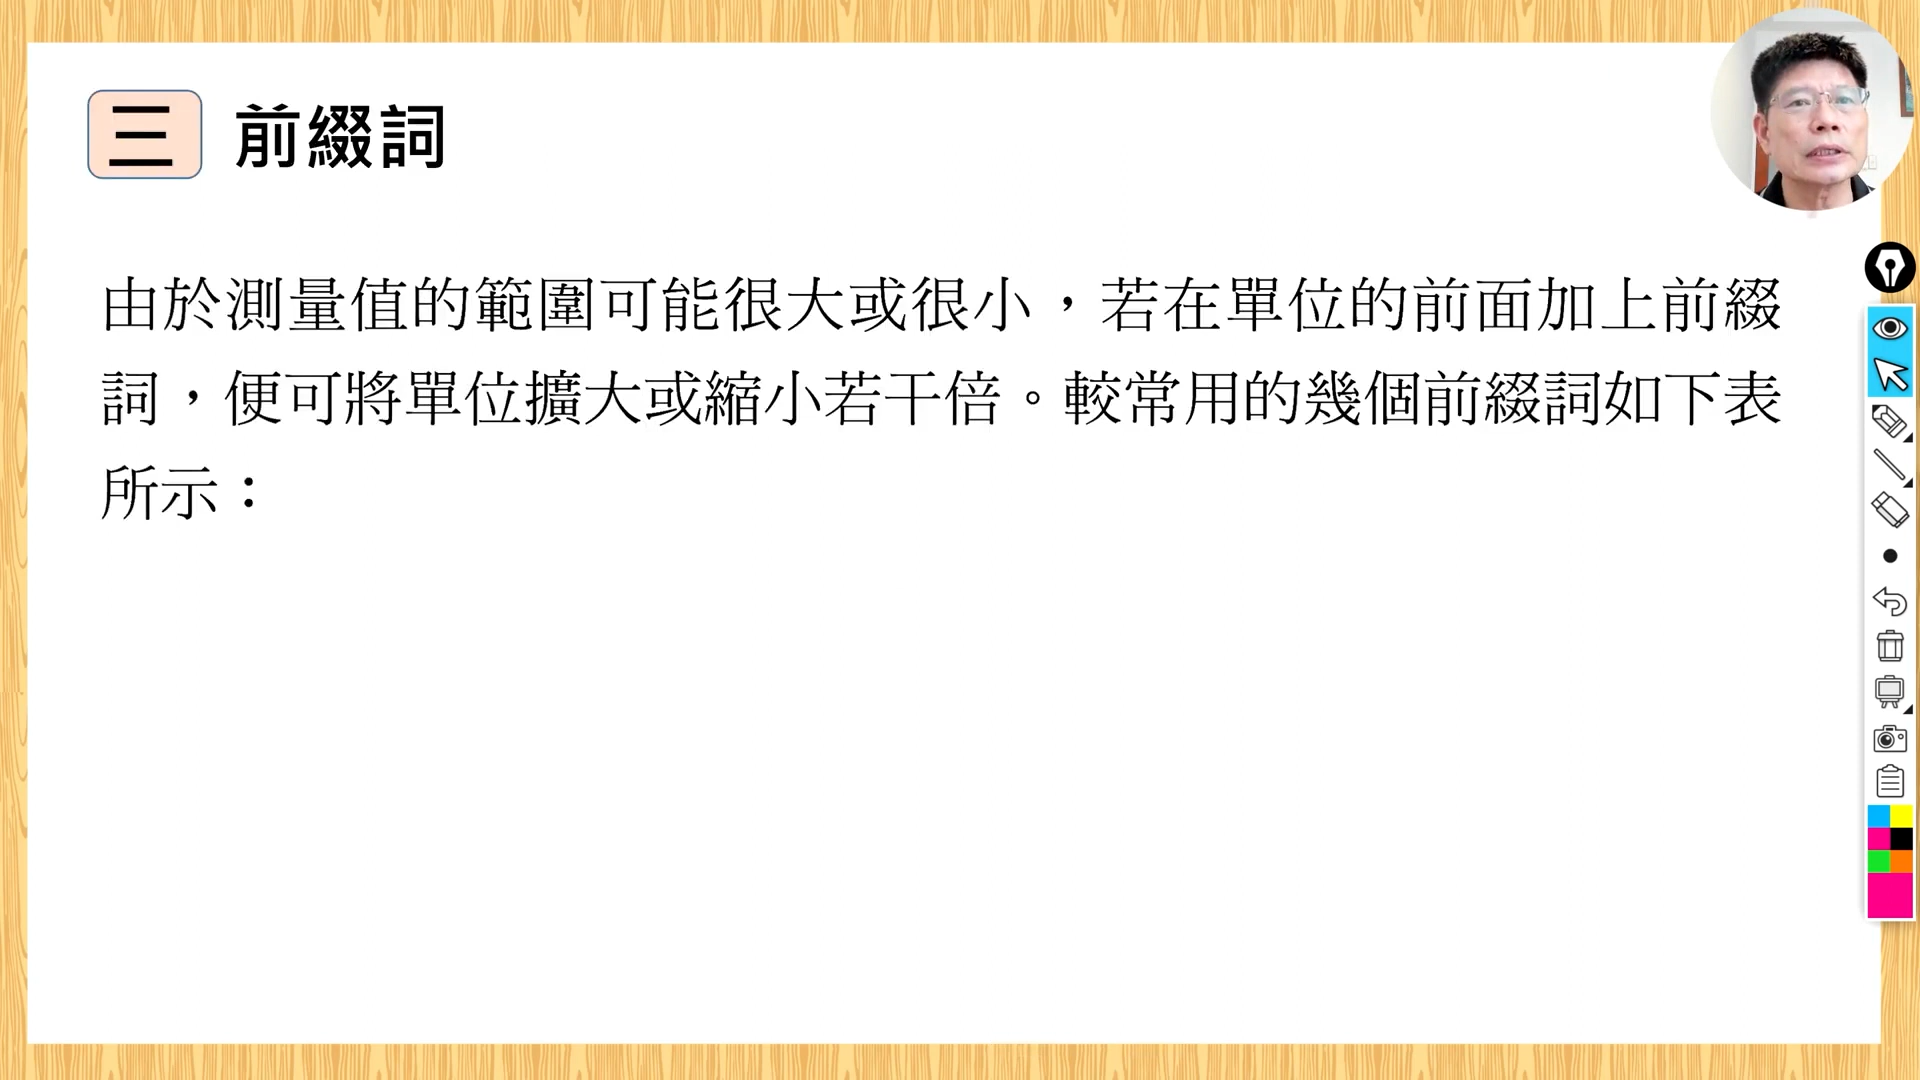 三 前綴詞
由於測量值的範圍可能很大或很小，若在單位的前面加上前綴
詞，便可將單位擴大或縮小若干倍。較常用的幾個前綴詞如下表
所示：